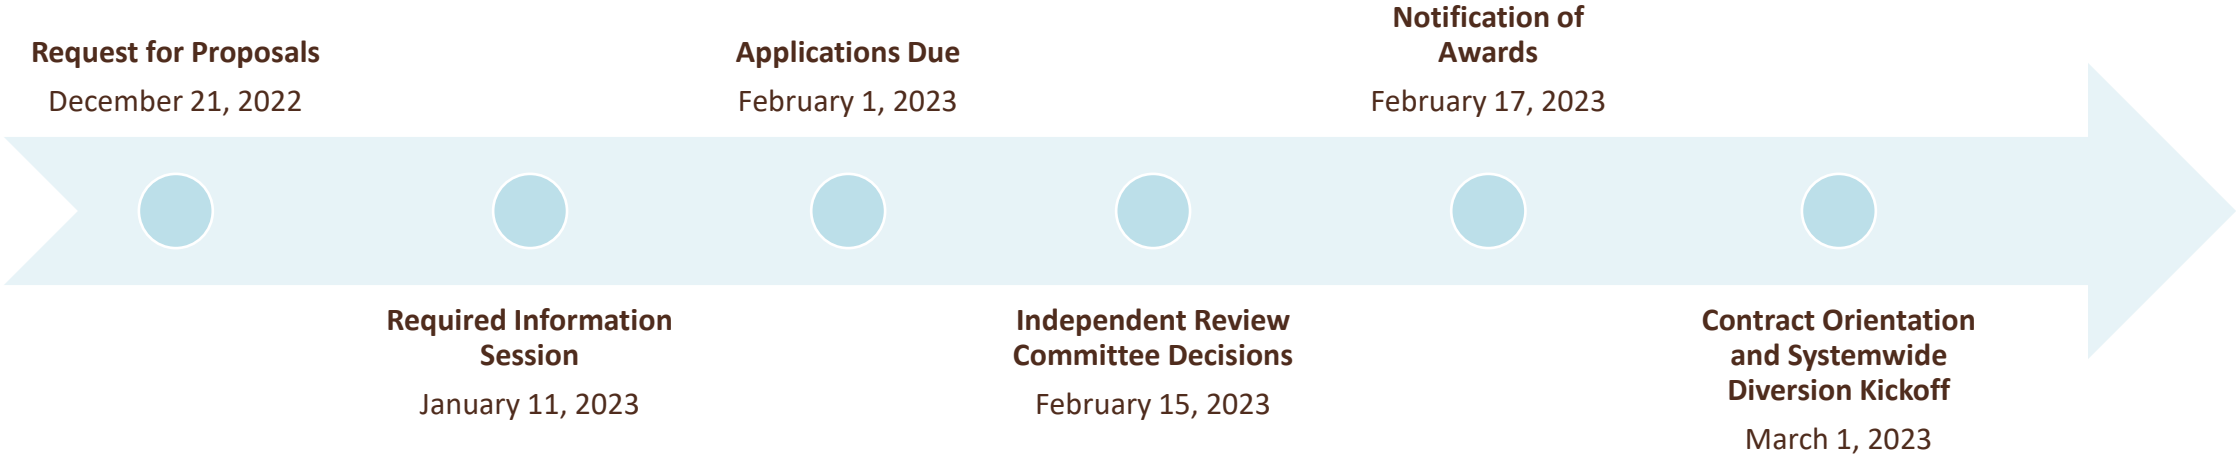 Request for Proposals
December 21, 2022
Required Information
Session
January 11, 2023
Applications Due
February 1, 2023
Independent Review
Committee Decisions
February 15, 2023
Notification of
Awards
February 17, 2023
Contract Orientation
and Systemwide
Diversion Kickoff
March 1, 2023